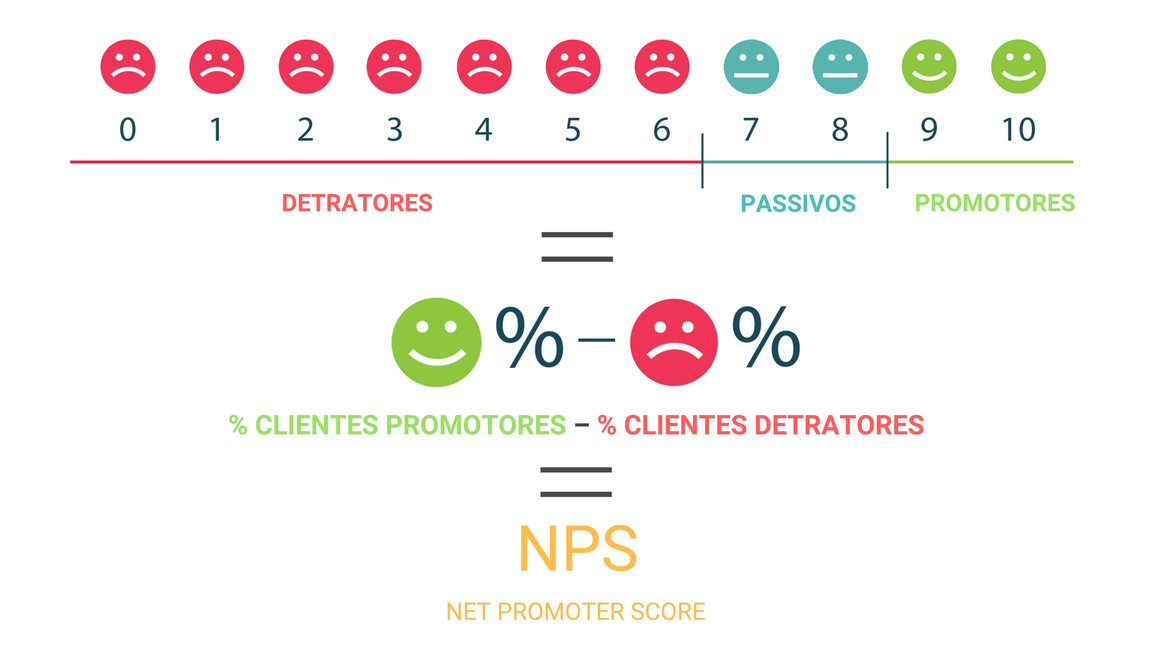 0 1 2 3 4 5 6 7 8 9 10
DETRATORES PASSIVOS PROMOTORES
% – %
% CLIENTES PROMOTORES – % CLIENTES DETRATORES
NPS
NET PROMOTER SCORE